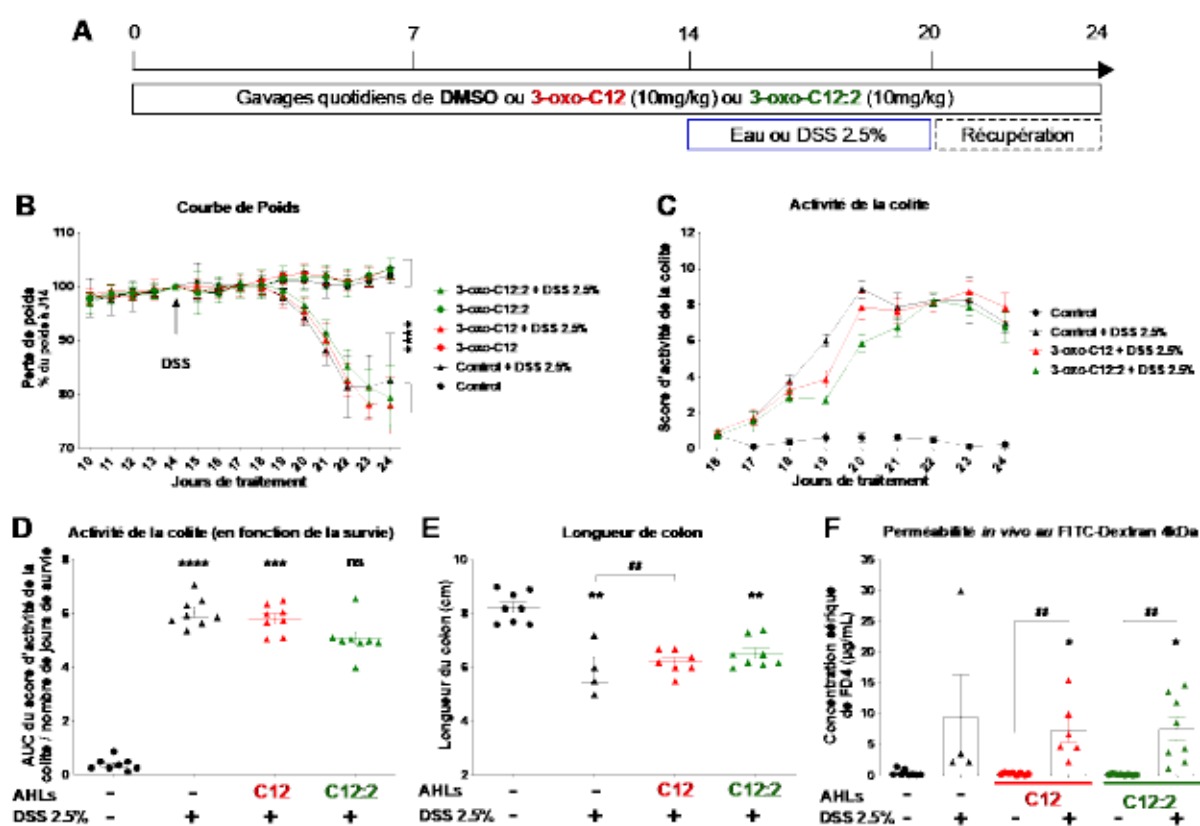 A
0 7 14 20 24
Gavages quotidiens de DMSO ou 3-oxo-C12 (10mg/kg) ou 3-oxo-C12:2 (10mg/kg)
Eau ou DSS 2.5% Récupération
B
Courbe de Poids
Perte de poids
% du poids à J14
110
100
90
80
70
DSS
10 11 12 13 14 15 16 17 18 19 20 21 22 23 24
Jours de traitement
3-oxo-C12:2 + DSS 2.5%
3-oxo-C12:2
3-oxo-C12 + DSS 2.5%
3-oxo-C12
Control + DSS 2.5%
Control
***
C
Activité de la colite
Score d'activité de la colite
12
10
8
6
4
2
0
16 17 18 19 20 21 22 23 24
Jours de traitement
Control
Control + DSS 2.5%
3-oxo-C12 + DSS 2.5%
3-oxo-C12:2 + DSS 2.5%
D
Activité de la colite (en fonction de la survie)
AUC du score d'activité de la
colite / nombre de jours de survie
8
6
4
2
0
**** *** ns
AHLs - - C12 C12:2
DSS 2.5% - + + +
E
Longueur de colon
Longueur du colon (cm)
10
8
6
4
2
##
** **
- - C12 C12:2
DSS 2.5% - + + +
F
Perméabilité in vivo au FITC-Dextran 4kDa
Concentration sérique
de FD4 (µg/mL)
35
30
25
20
15
10
5
0
## ##
* *
AHLs - - C12 C12:2
DSS 2.5% - + - + - +